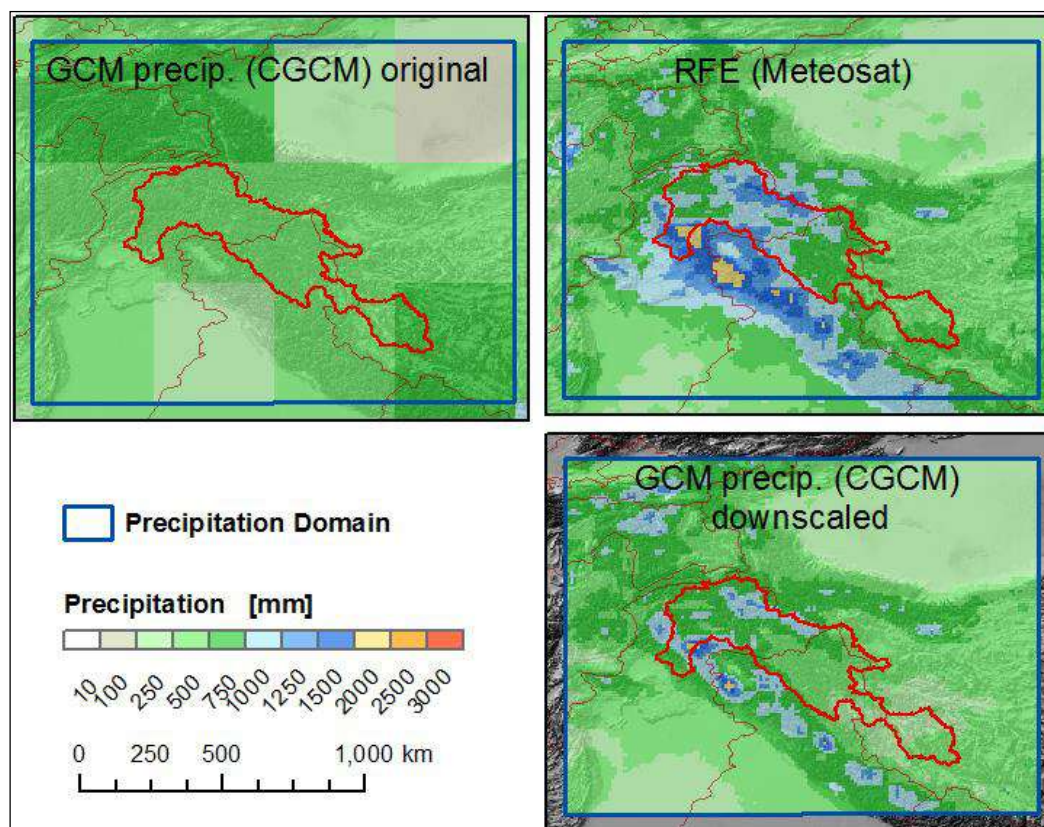 GCM precip. (CGCM) original
RFE (Meteosat)
GCM precip. (CGCM)
downscaled
Precipitation Domain
Precipitation [mm]
10 100 250 500 750 1000 1250 1500 2000 2500 3000
0 250 500 1,000 km